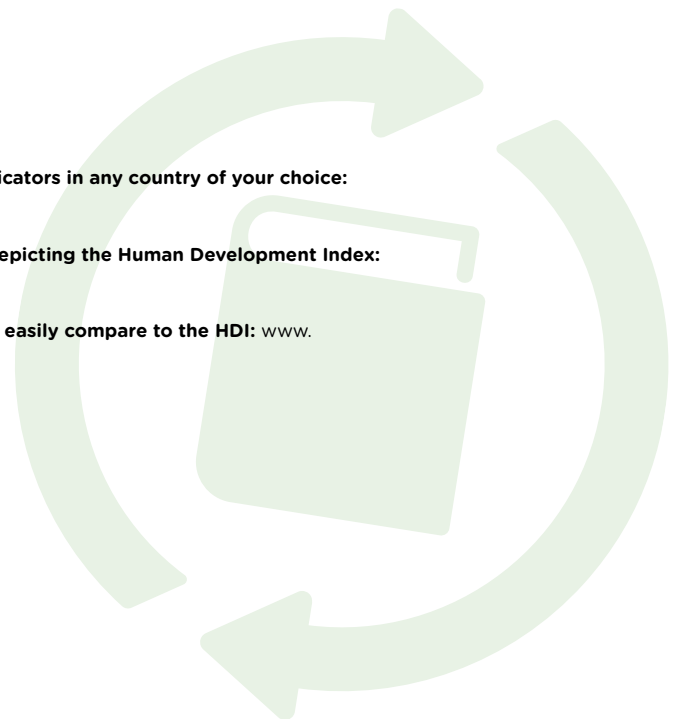 icators in any country of your choice:
epicting the Human Development Index:
easily compare to the HDI: www.